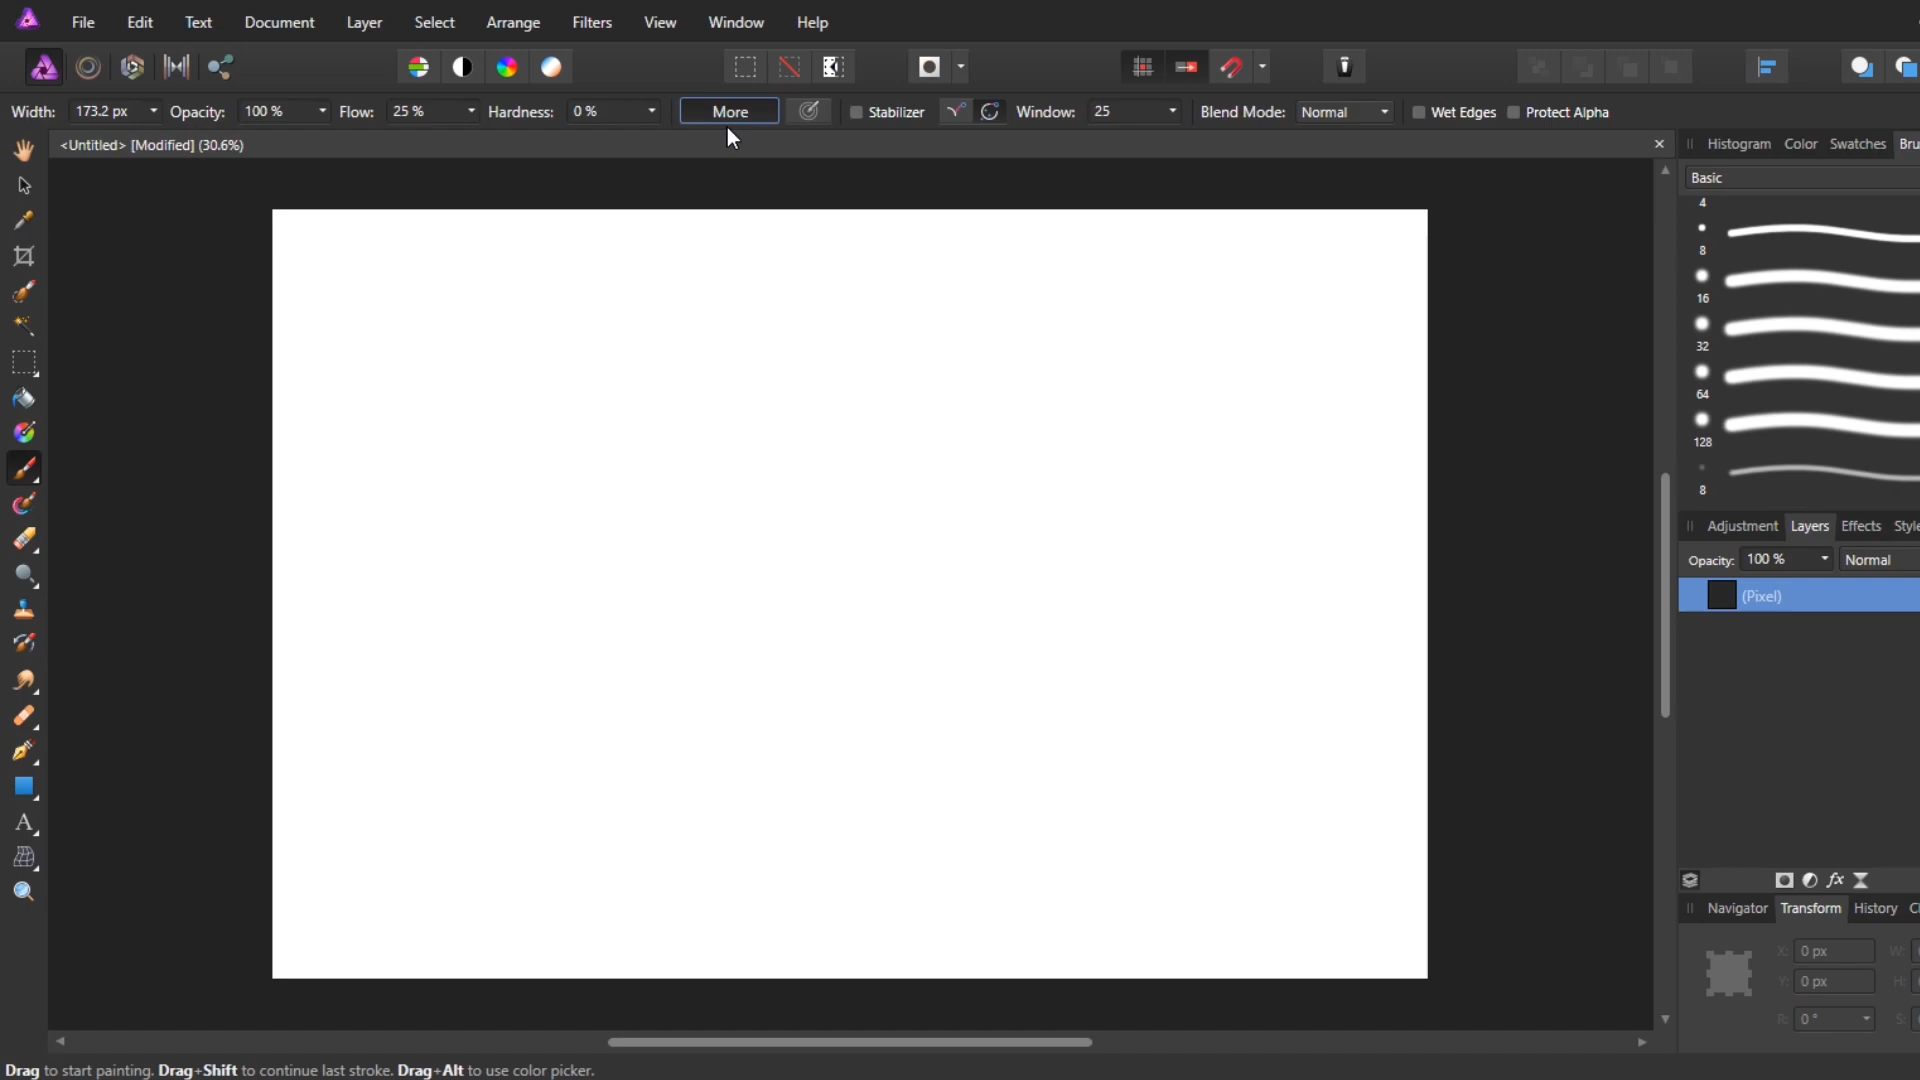 File Edit Text Document Layer Select Arrange Filters View Window Help
Width: 173.2 px Opacity: 100 % Flow: 25 % Hardness: 0 % More Stabilizer Window: 25 Blend Mode: Normal Wet Edges Protect Alpha
<Untitled> [Modified] (30.6%)
Histogram Color Swatches Bru
Basic
4
8
16
32
64
128
8
Adjustment Layers Effects Style
Opacity: 100 % Normal
(Pixel)
Navigator Transform History
X: 0 px W:
Y: 0 px H:
R: 0 ° S:
Drag to start painting. Drag+Shift to continue last stroke. Drag+Alt to use color picker.